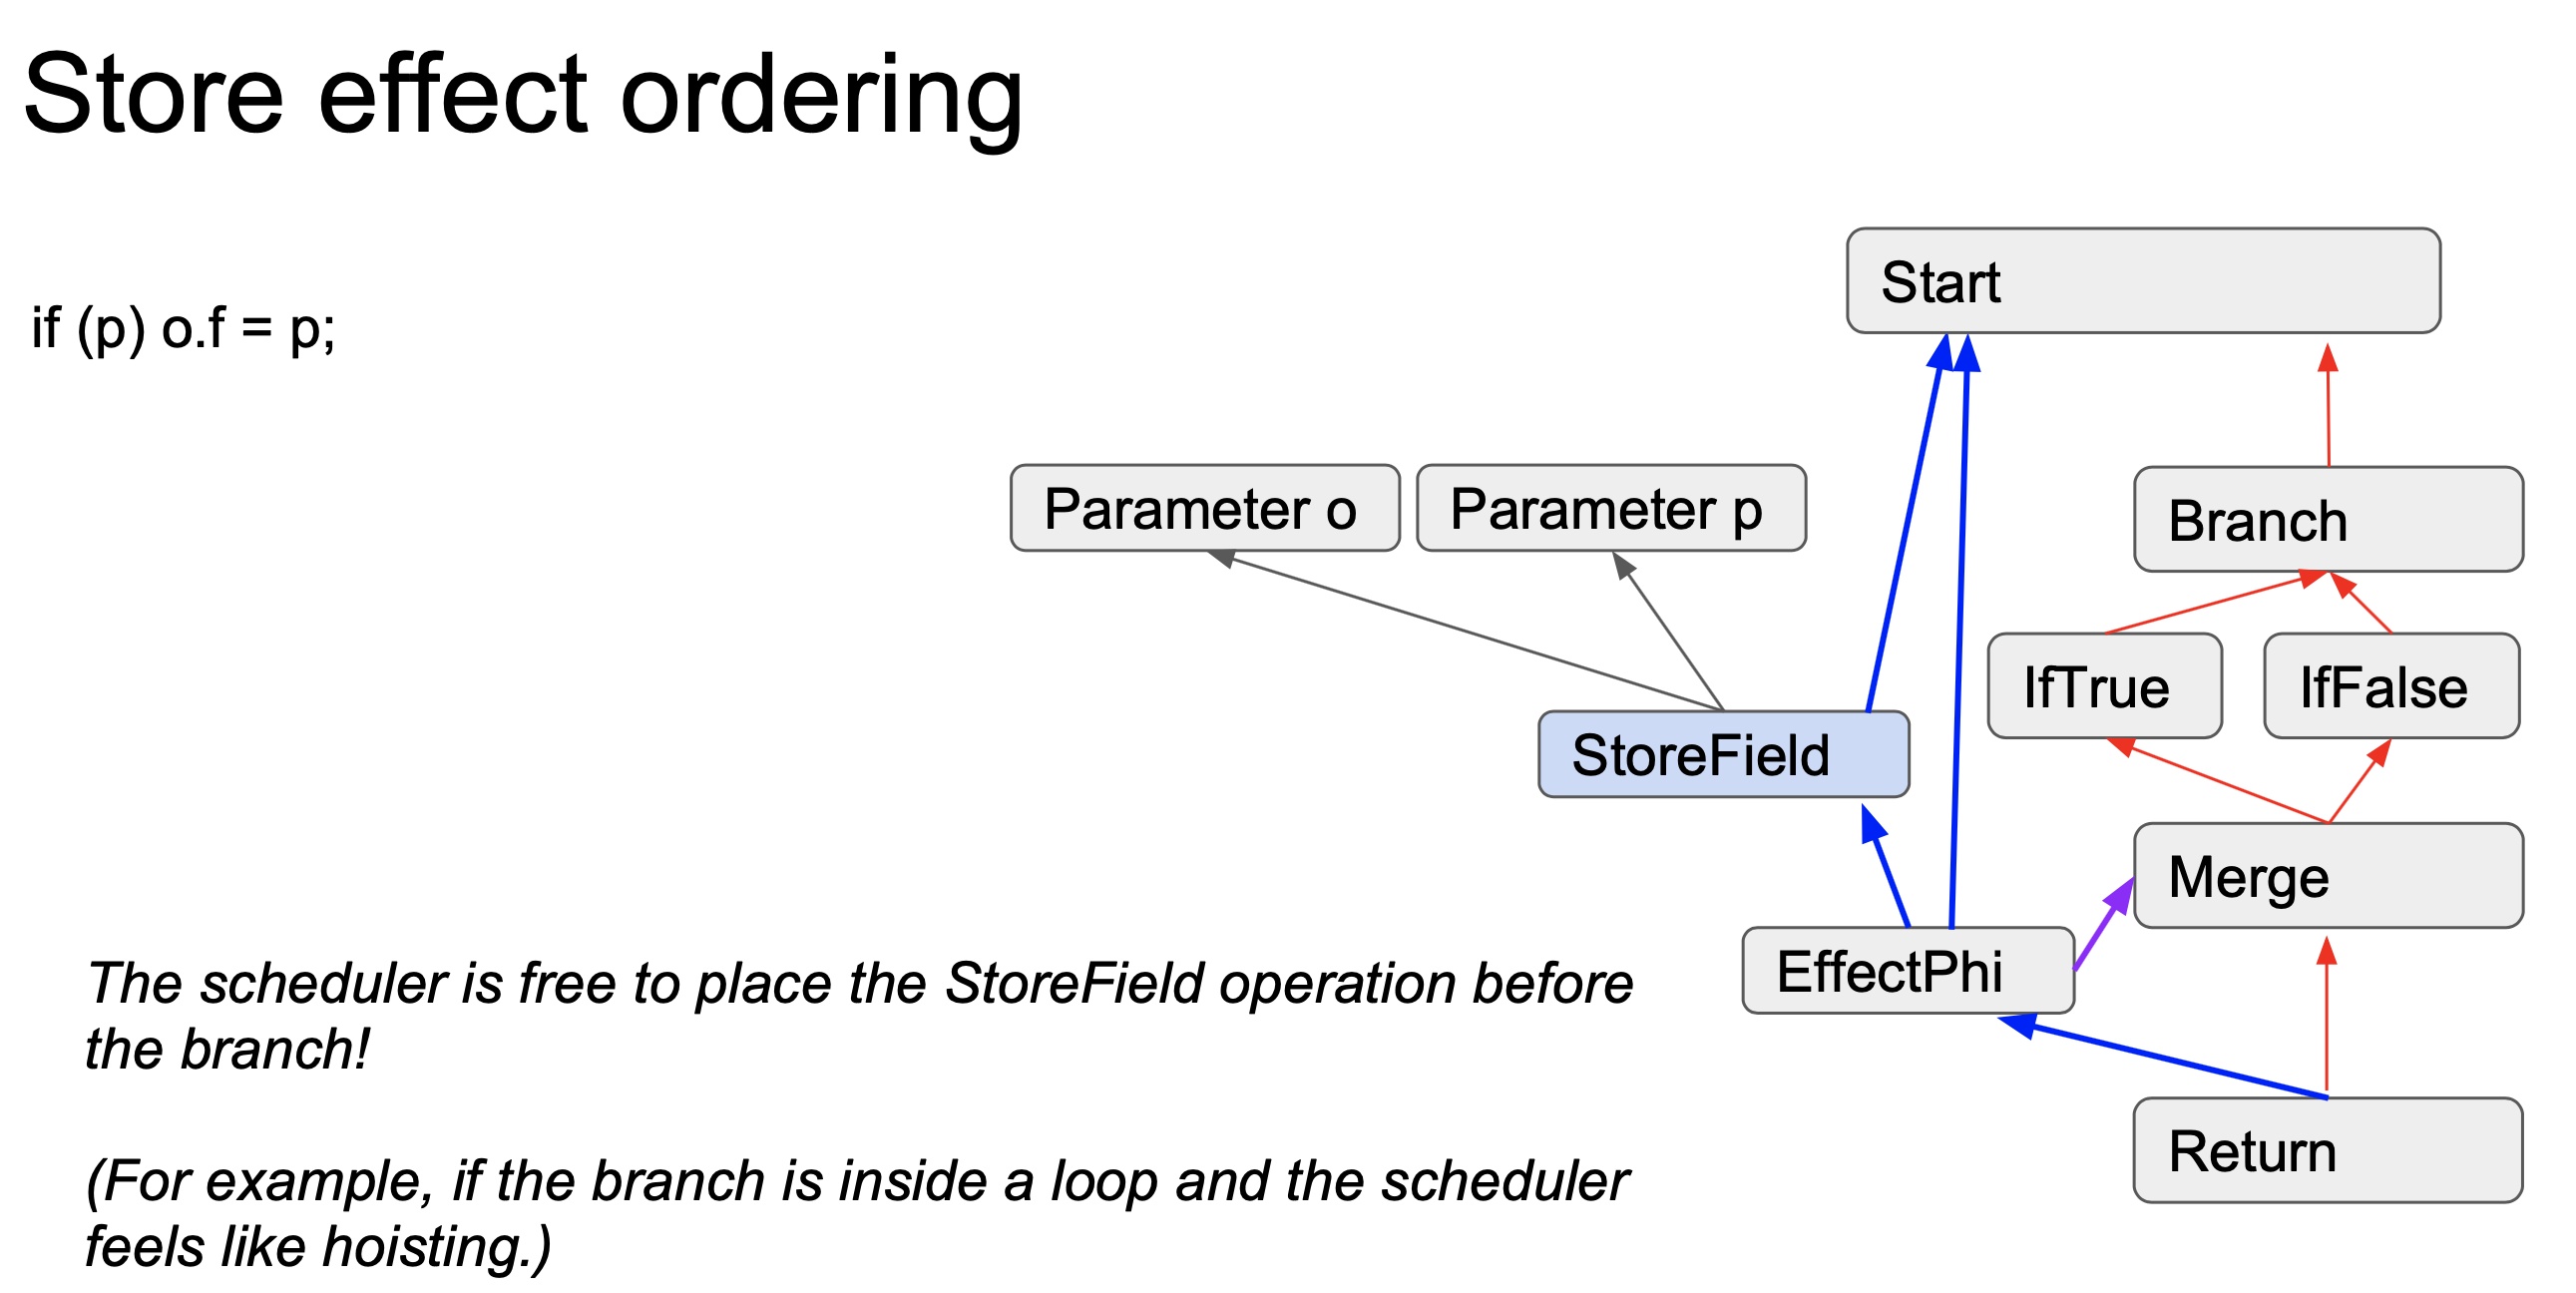 Store effect ordering
if (p) o.f = p;
Start
Parameter o
Parameter p
Branch
IfTrue
IfFalse
StoreField
Merge
EffectPhi
Return
The scheduler is free to place the StoreField operation before
the branch!
(For example, if the branch is inside a loop and the scheduler
feels like hoisting.)